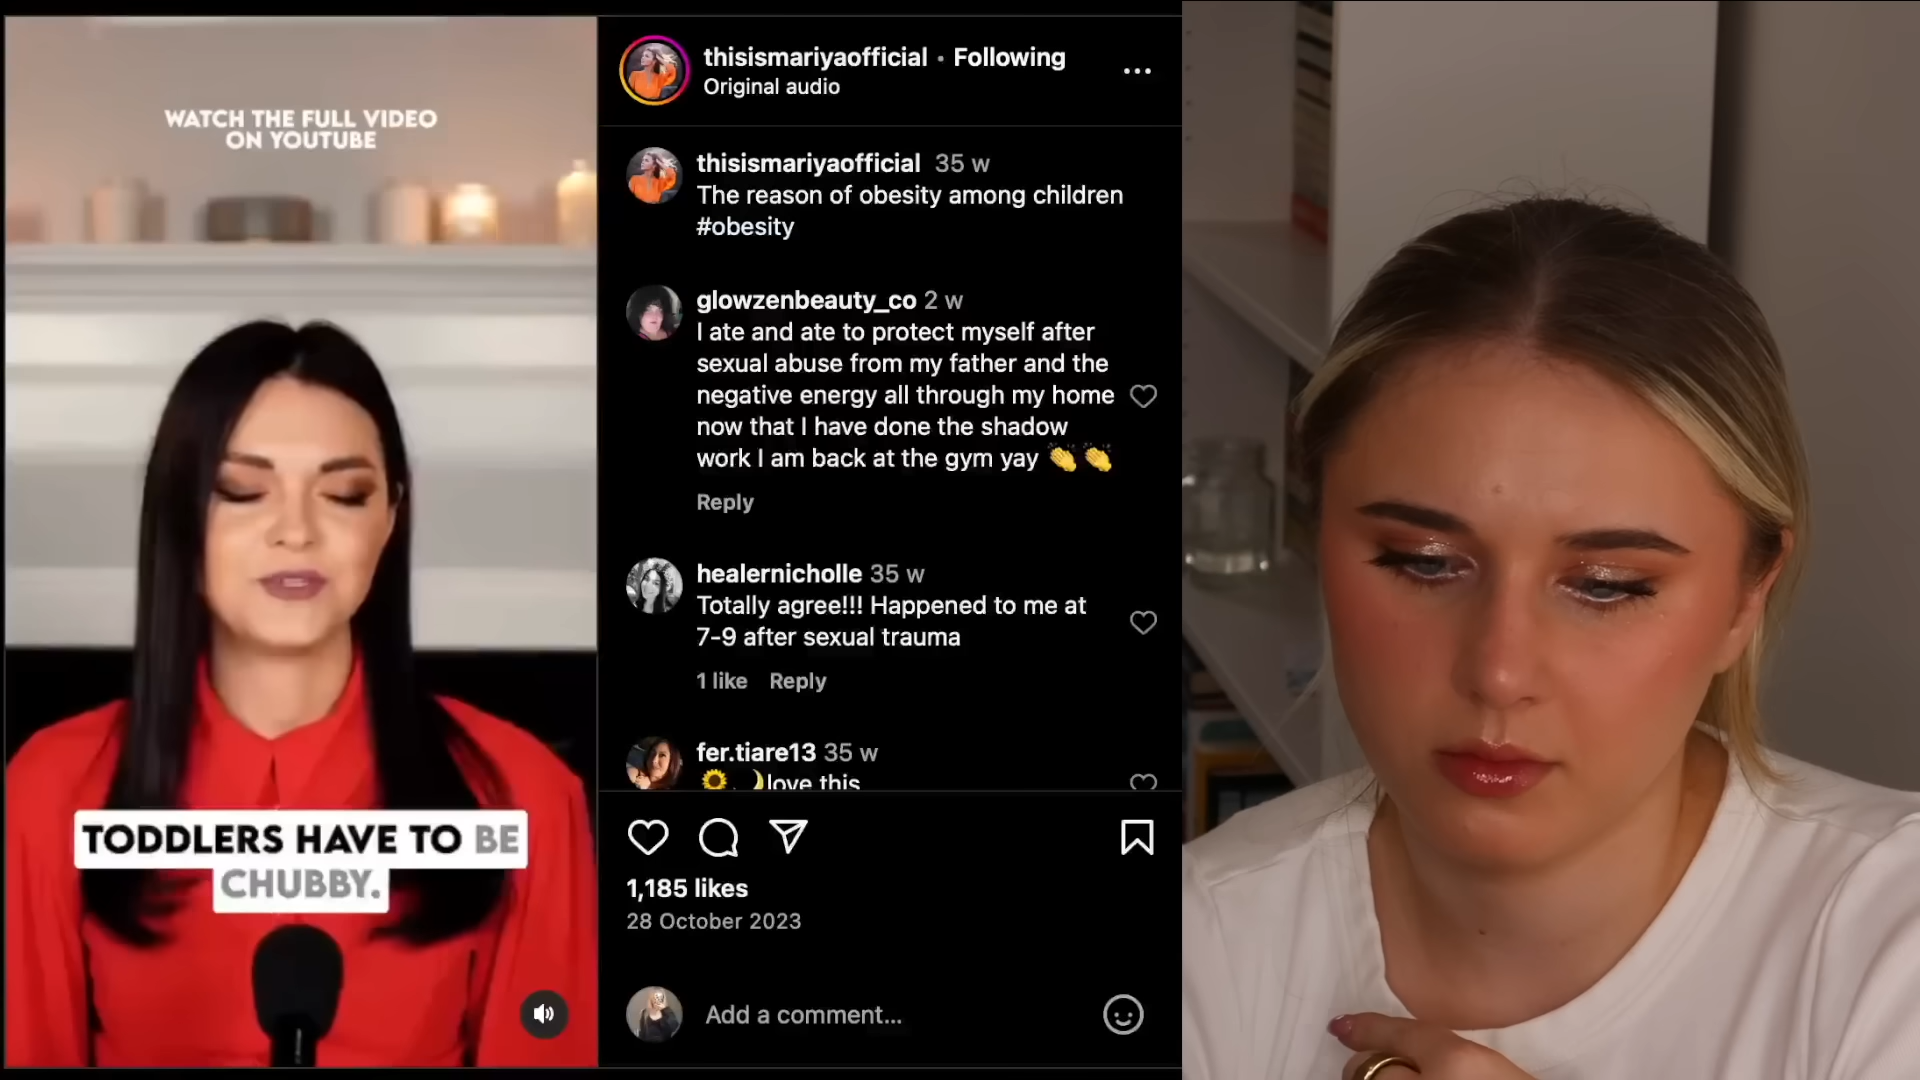 WATCH THE FULL VIDEO
ON YOUTUBE
TODDLERS HAVE TO BE
CHUBBY.
thisismariyaofficial • Following
Original audio
thisismariyaofficial 35 w
The reason of obesity among children
#obesity
glowzenbeauty_co 2 w
I ate and ate to protect myself after
sexual abuse from my father and the
negative energy all through my home
now that I have done the shadow
work I am back at the gym yay 👏👏
Reply
healernicholle 35 w
Totally agree!!! Happened to me at
7-9 after sexual trauma
1 like Reply
fer.tiare13 35 w
🌻.🌙love this
1,185 likes
28 October 2023
Add a comment...